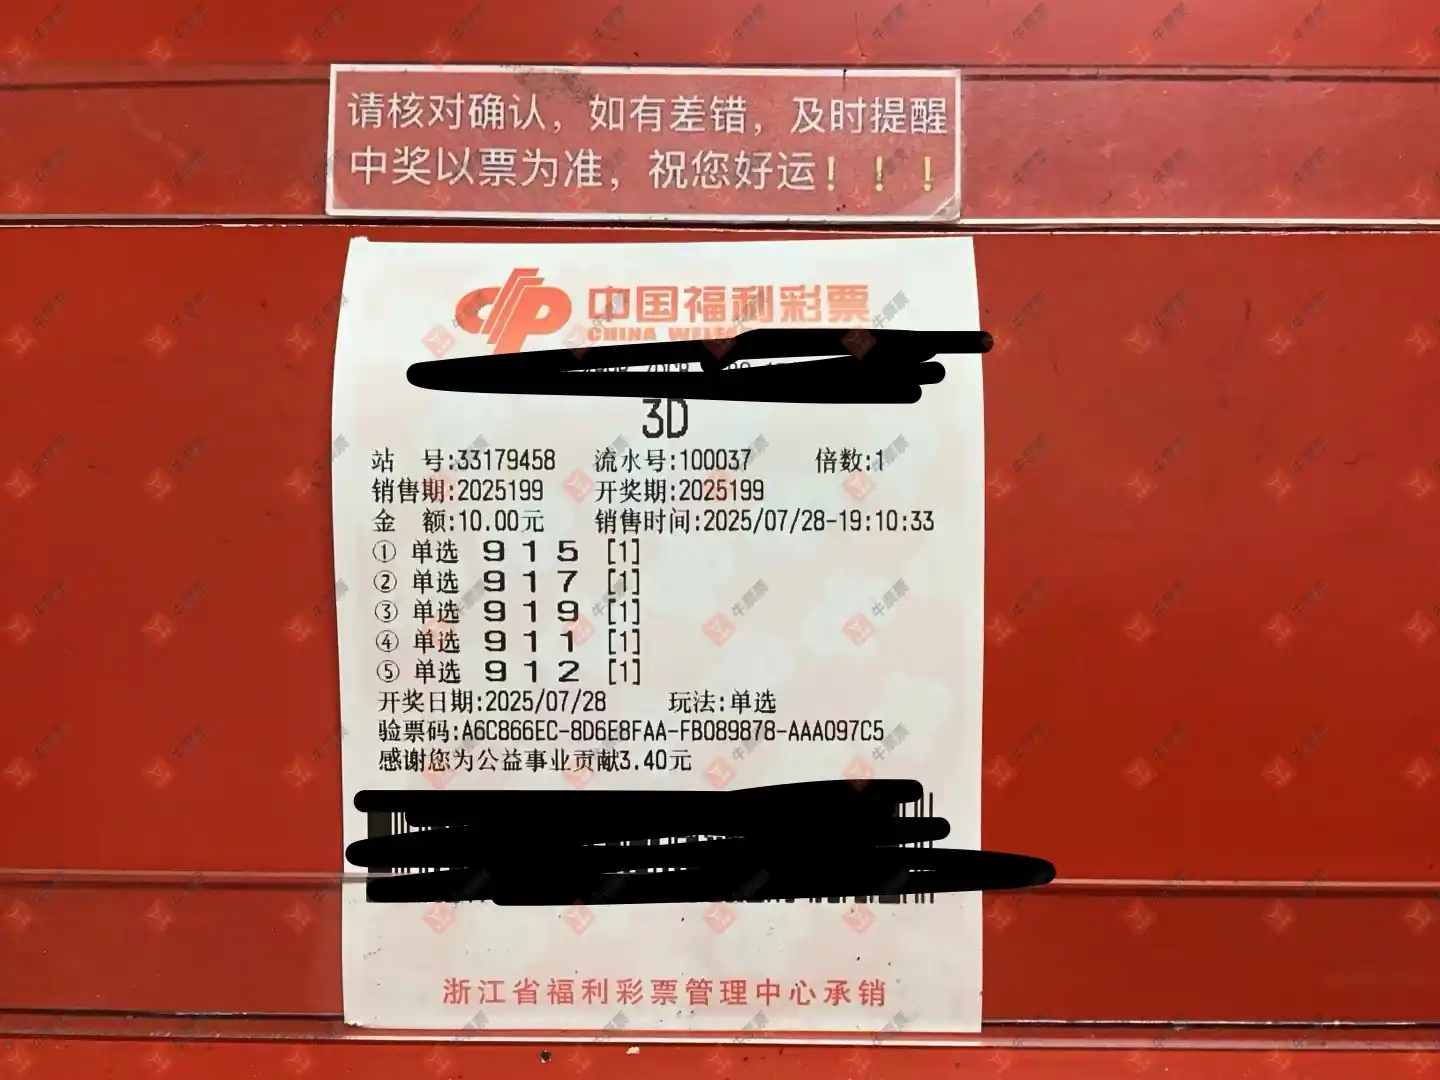 请核对确认，如有差错，及时提醒
中奖以票为准，祝您好运！！！
中国福利彩票
CHINA
3D
站 号:33179458 流水号:100037 倍数:1
销售期:2025199 开奖期:2025199
金 额:10.00元 销售时间:2025/07/28-19:10:33
① 单选 9 1 5 [1]
② 单选 9 1 7 [1]
③ 单选 9 1 9 [1]
④ 单选 9 1 1 [1]
⑤ 单选 9 1 2 [1]
开奖日期:2025/07/28 玩法:单选
验票码:A6C866EC-8D6E8FAA-FB089878-AAA097C5
感谢您为公益事业贡献3.40元
浙江省福利彩票管理中心承销